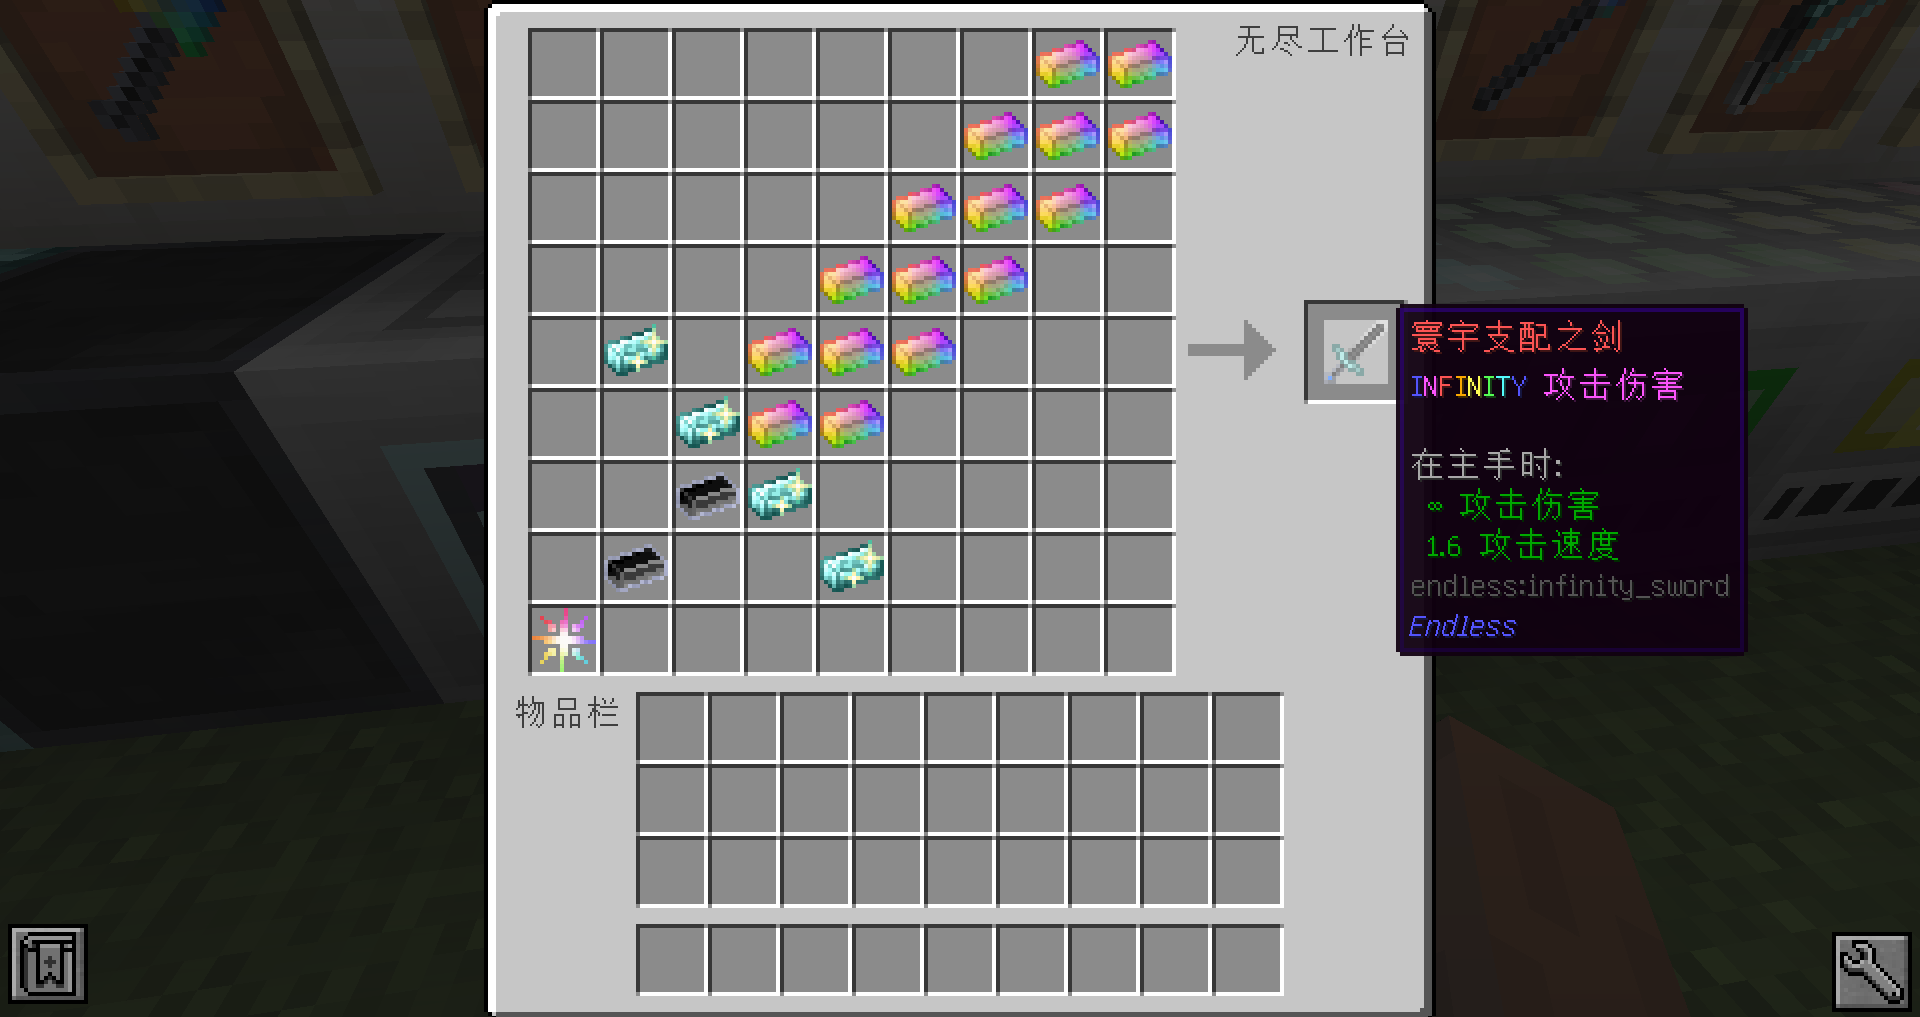 无尽工作台
寰宇支配之剑
INFINITY 攻击伤害
在主手时:
∞ 攻击伤害
1.6 攻击速度
endless:infinity_sword
Endless
物品栏